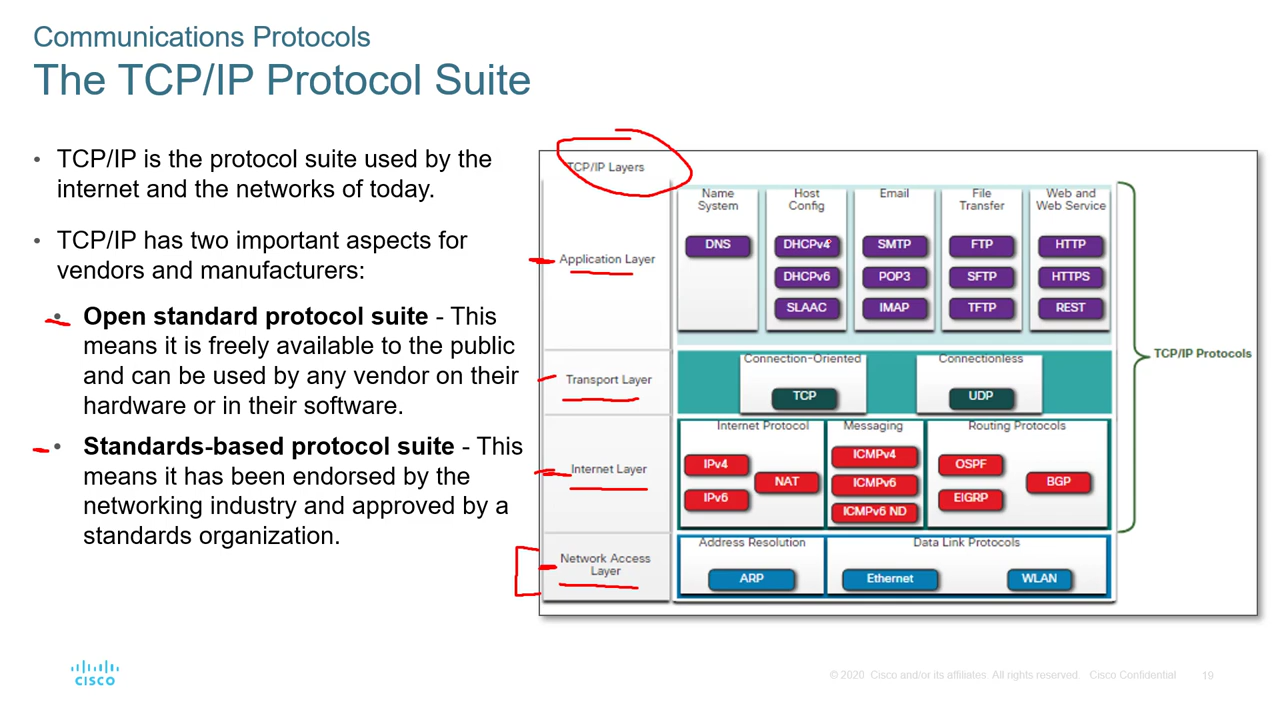 Communications Protocols
The TCP/IP Protocol Suite
• TCP/IP is the protocol suite used by the
internet and the networks of today.
• TCP/IP has two important aspects for
vendors and manufacturers:
• Open standard protocol suite - This
means it is freely available to the public
and can be used by any vendor on their
hardware or in their software.
• Standards-based protocol suite - This
means it has been endorsed by the
networking industry and approved by a
standards organization.
TCP/IP Layers
Application Layer
Name
System
DNS
Host
Config
DHCPv4
DHCPv6
SLAAC
Email
SMTP
POP3
IMAP
File
Transfer
FTP
SFTP
TFTP
Web and
Web Service
HTTP
HTTPS
REST
Transport Layer
Connection-Oriented
TCP
Connectionless
UDP
Internet Layer
Internet Protocol
IPv4
IPv6
NAT
Messaging
ICMPv4
ICMPv6
ICMPv6 ND
Routing Protocols
OSPF
EIGRP
BGP
Network Access
Layer
Address Resolution
ARP
Data Link Protocols
Ethernet
WLAN
TCP/IP Protocols
CISCO
© 2020 Cisco and/or its affiliates. All rights reserved. Cisco Confidential
19